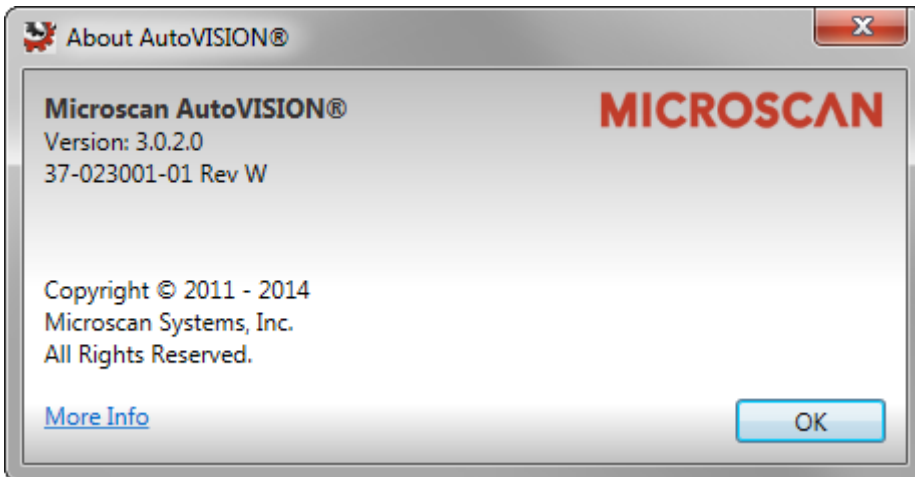 About AutoVISION®
Microscan AutoVISION®
MICROSCAN
Version: 3.0.2.0
37-023001-01 Rev W
Copyright © 2011 - 2014
Microscan Systems, Inc.
All Rights Reserved.
More Info
OK